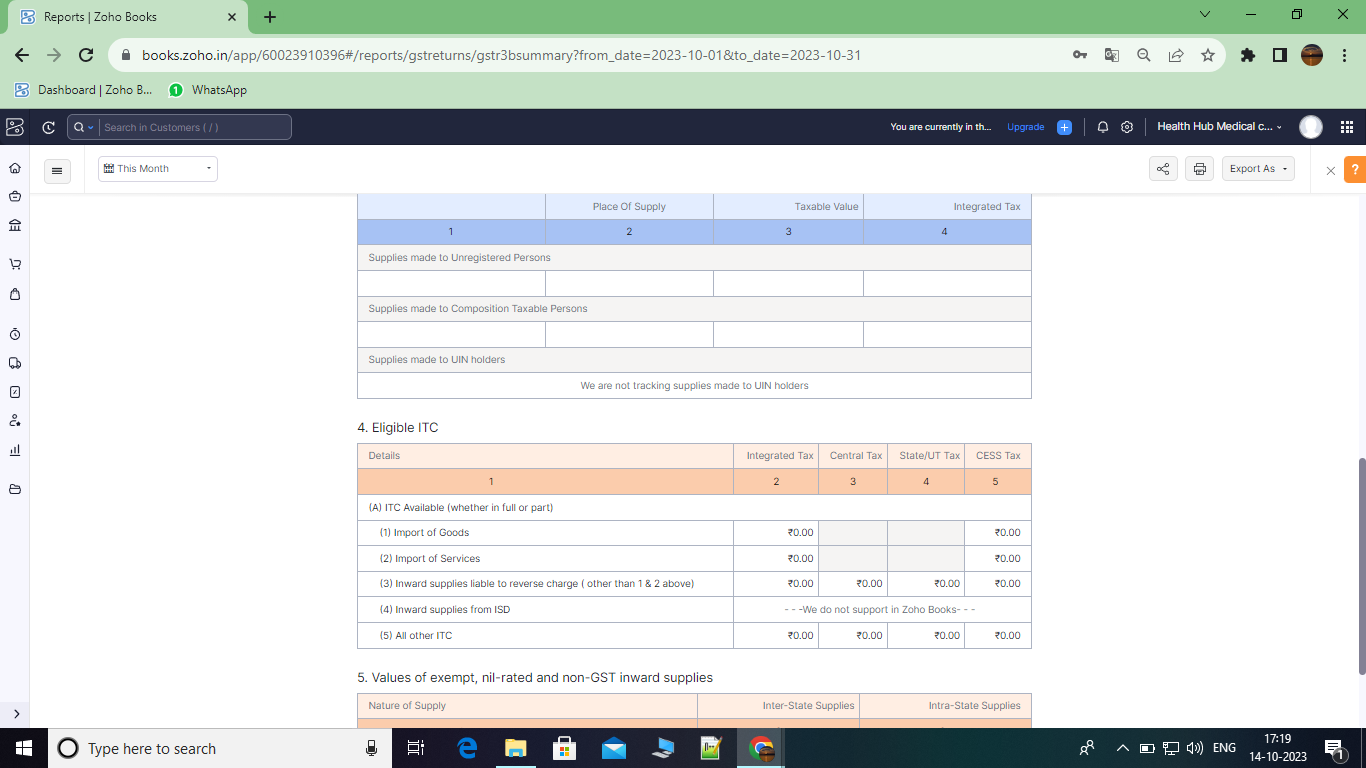 Reports | Zoho Books
books.zoho.in/app/60023910396#/reports/gstreturns/gstr3bsummary?from_date=2023-10-01&to_date=2023-10-31
Dashboard | Zoho B... 1 WhatsApp
Search in Customers ( / ) You are currently in th... Upgrade Health Hub Medical c...
This Month Export As ?
Place Of Supply Taxable Value Integrated Tax
1 2 3 4
Supplies made to Unregistered Persons
Supplies made to Composition Taxable Persons
Supplies made to UIN holders
We are not tracking supplies made to UIN holders
4. Eligible ITC
Details Integrated Tax Central Tax State/UT Tax CESS Tax
1 2 3 4 5
(A) ITC Available (whether in full or part)
(1) Import of Goods ₹0.00 ₹0.00
(2) Import of Services ₹0.00 ₹0.00
(3) Inward supplies liable to reverse charge ( other than 1 & 2 above) ₹0.00 ₹0.00 ₹0.00 ₹0.00
(4) Inward supplies from ISD - - -We do not support in Zoho Books- - -
(5) All other ITC ₹0.00 ₹0.00 ₹0.00 ₹0.00
5. Values of exempt, nil-rated and non-GST inward supplies
Nature of Supply Inter-State Supplies Intra-State Supplies
Type here to search ENG 17:19
14-10-2023 1